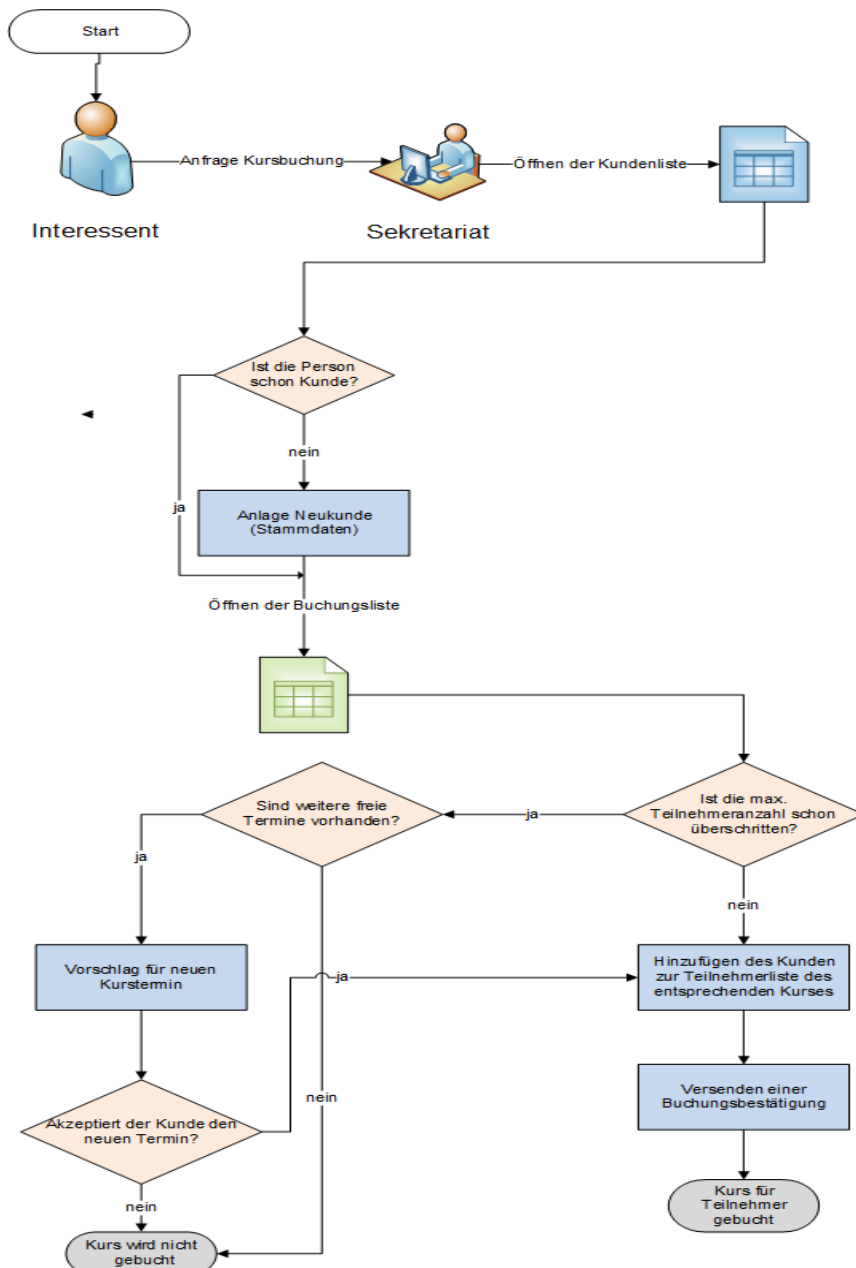 Start
Anfrage Kursbuchung
Öffnen der Kundenliste
Interessent
Sekretariat
Ist die Person
schon Kunde?
nein
ja
Anlage Neukunde
(Stammdaten)
Öffnen der Buchungsliste
Ist die max.
Teilnehmeranzahl schon
überschritten?
ja
Sind weitere freie
Termine vorhanden?
ja
nein
Vorschlag für neuen
Kurstermin
ja
Hinzufügen des Kunden
zur Teilnehmerliste des
entsprechenden Kurses
Akzeptiert der Kunde den
neuen Termin?
nein
Versenden einer
Buchungsbestätigung
nein
Kurs wird nicht
gebucht
Kurs für
Teilnehmer
gebucht